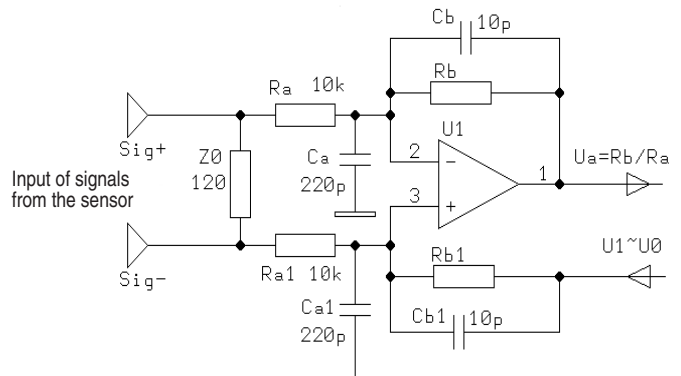 Cb 10p
Ra 10k
Rb
U1
Sig+
Z0
120
Ca
220p
2
3
1
Ua=Rb/Ra
Input of signals
from the sensor
Sig-
Ra1 10k
Rb1
U1~U0
Ca1
220p
Cb1 10p